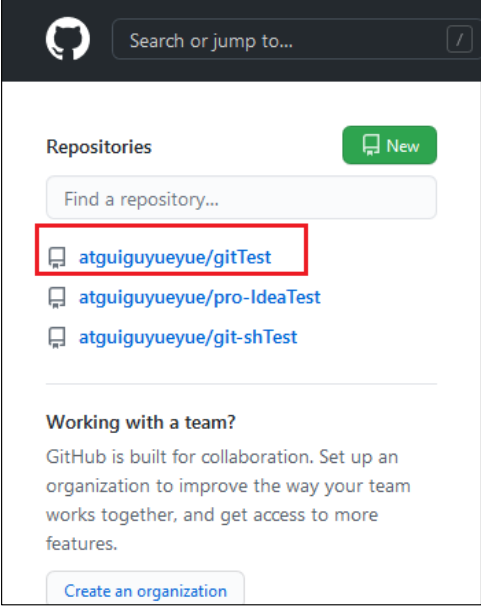 Search or jump to...
/
Repositories
New
Find a repository...
atguiguyueyue/gitTest
atguiguyueyue/pro-IdeaTest
atguiguyueyue/git-shTest
Working with a team?
GitHub is built for collaboration. Set up an
organization to improve the way your team
works together, and get access to more
features.
Create an organization